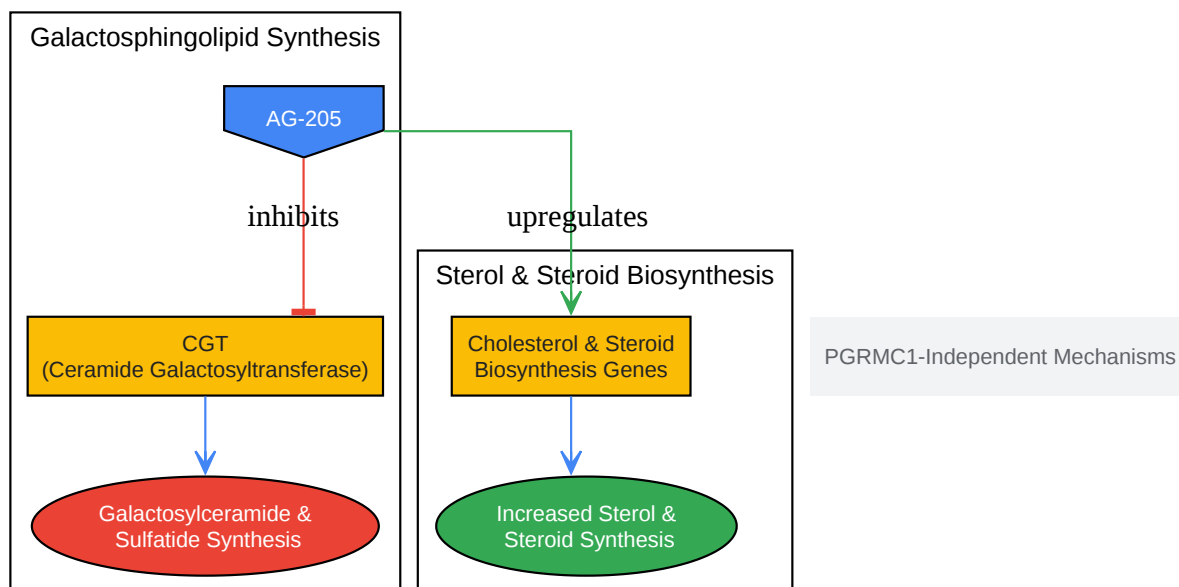 Galactosphingolipid Synthesis
AG-205
inhibits
upregulates
Sterol & Steroid Biosynthesis
CGT
(Ceramide Galactosyltransferase)
Cholesterol & Steroid
Biosynthesis Genes
PGRMC1-Independent Mechanisms
Galactosylceramide &
Sulfatide Synthesis
Increased Sterol &
Steroid Synthesis